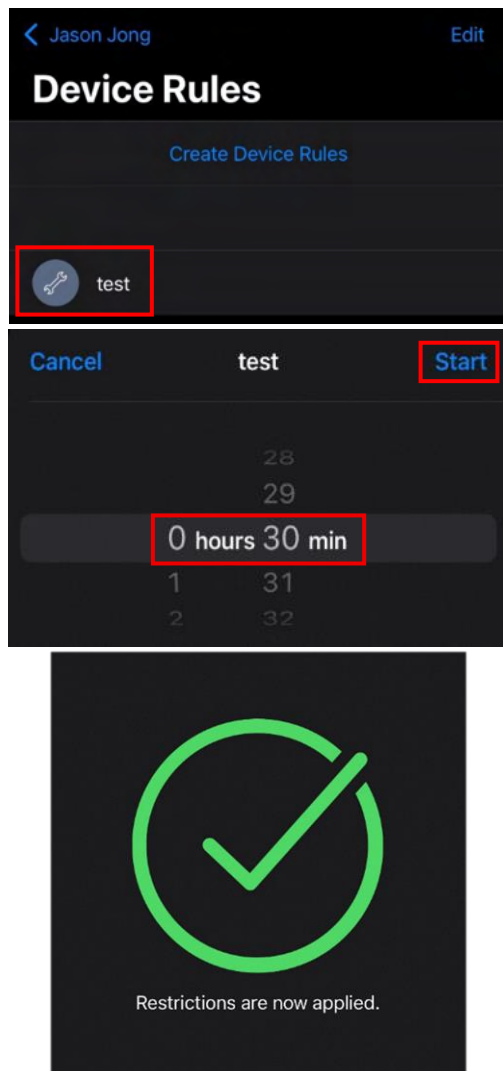 Jason Jong Edit
Device Rules
Create Device Rules
test
Cancel test Start
28
29
0 hours 30 min
1 31
2 32
Restrictions are now applied.